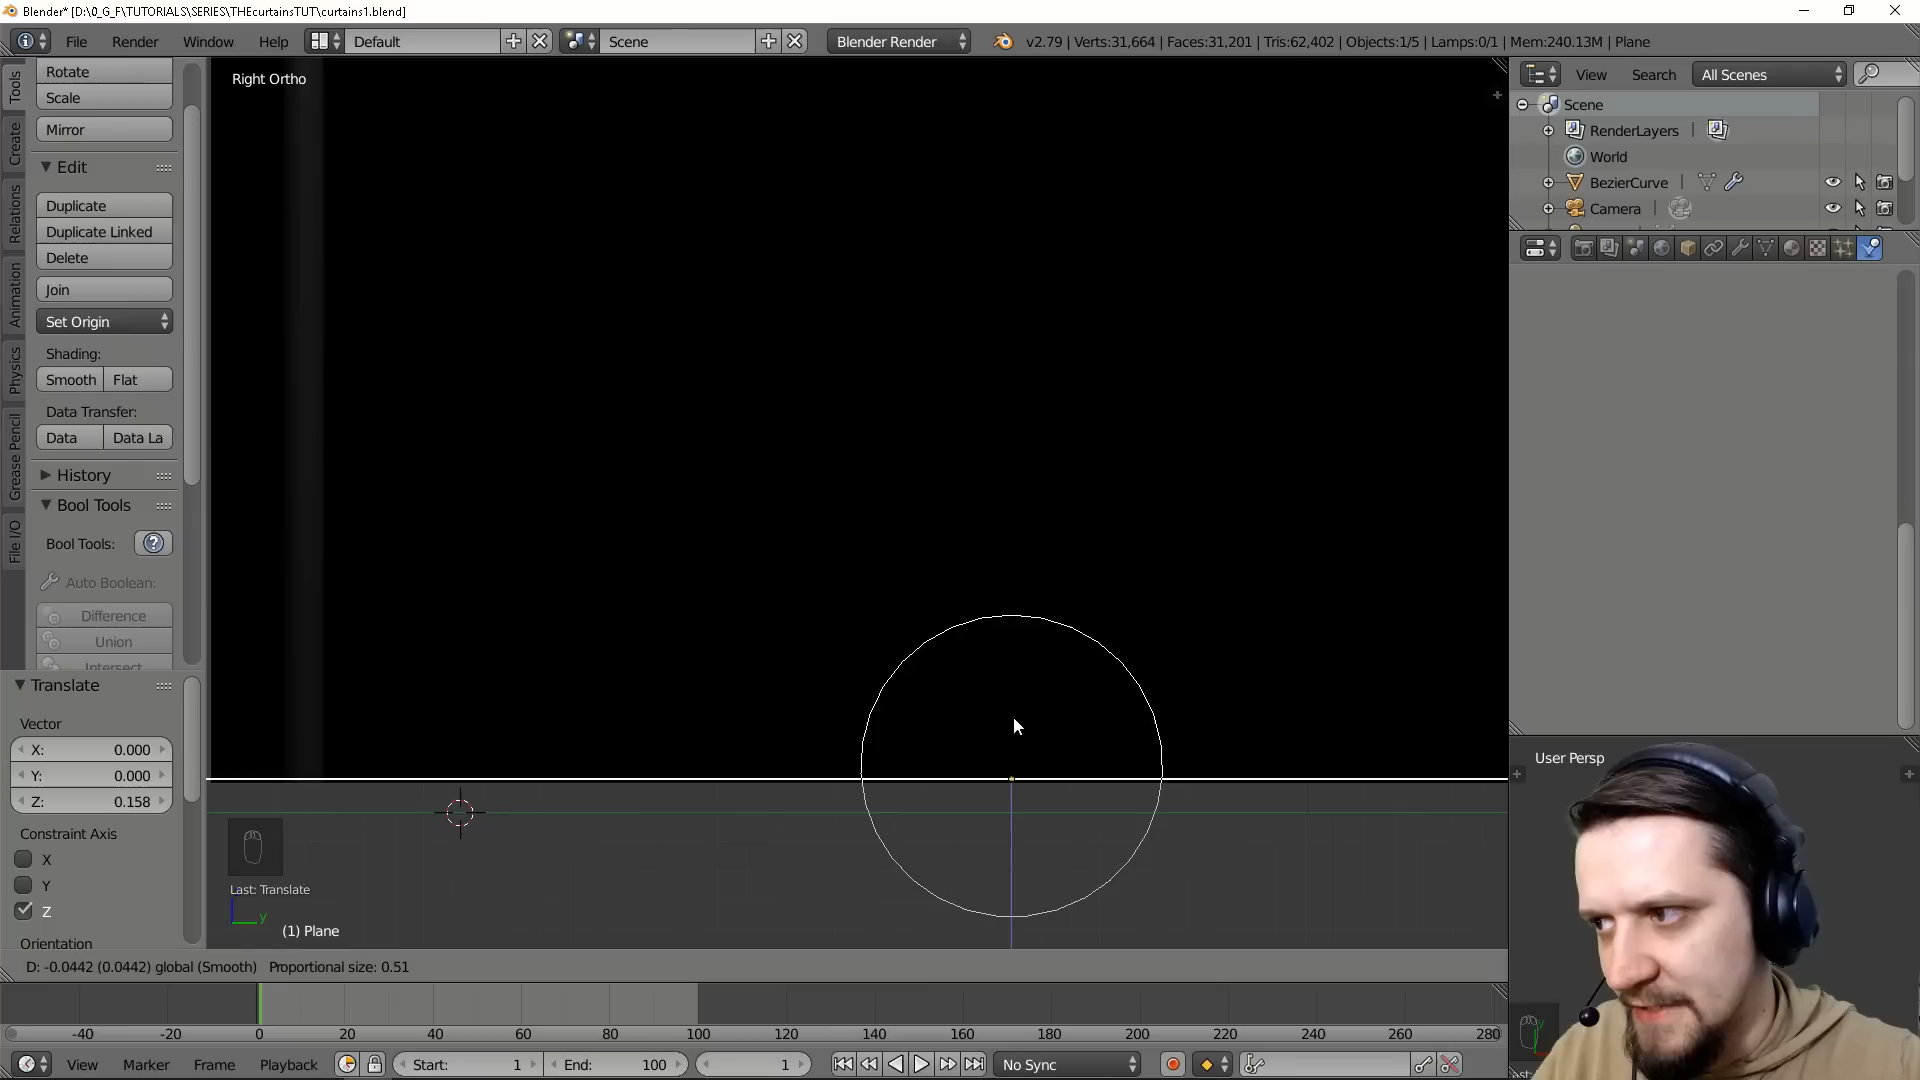 Blender* [D:\0_G_F\TUTORIALS\SERIES\THEcurtainsTUT\curtains1.blend]
File Render Window Help Default Scene Blender Render v2.79 | Verts:31,664 | Faces:31,201 | Tris:62,402 | Objects:1/5 | Lamps:0/1 | Mem:240.13M | Plane
Tools
Create
Relations
Animation
Physics
Grease Pencil
File I/O
Rotate
Scale
Mirror
Edit
Duplicate
Duplicate Linked
Delete
Join
Set Origin
Shading:
Smooth Flat
Data Transfer:
Data Data La
History
Bool Tools
Bool Tools:
Auto Boolean:
Difference
Union
Intersect
Translate
Vector
X: 0.000
Y: 0.000
Z: 0.158
Constraint Axis
X
Y
Z
Orientation
Right Ortho
Last: Translate
y
(1) Plane
D: -0.0442 (0.0442) global (Smooth) Proportional size: 0.51
-40 -20 0 20 40 60 80 100 120 140 160 180 200 220 240 260 280
View Marker Frame Playback Start: 1 End: 100 1 No Sync
View Search All Scenes
Scene
RenderLayers
World
BezierCurve
Camera
User Persp